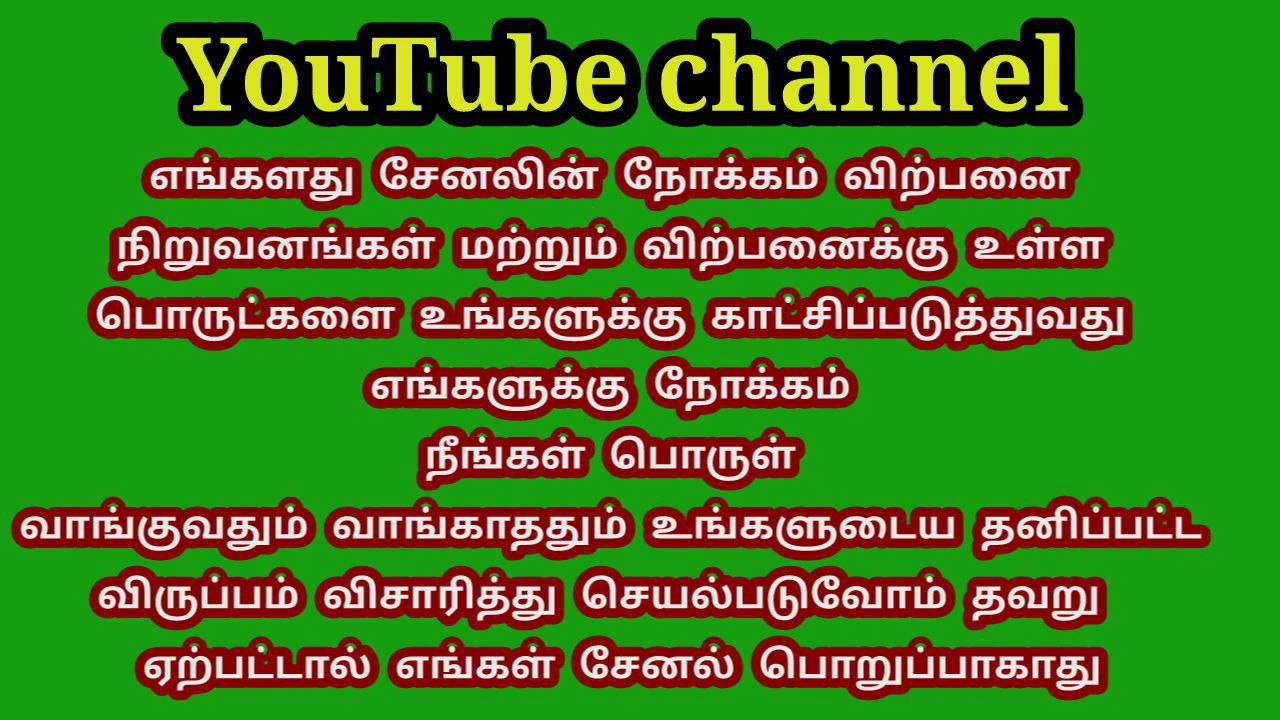 YouTube channel
எங்களது சேனலின் நோக்கம் விற்பனை
நிறுவனங்கள் மற்றும் விற்பனைக்கு உள்ள
பொருட்களை உங்களுக்கு காட்சிப்படுத்துவது
எங்களுக்கு நோக்கம்
நீங்கள் பொருள்
வாங்குவதும் வாங்காததும் உங்களுடைய தனிப்பட்ட
விருப்பம் விசாரித்து செயல்படுவோம் தவறு
ஏற்பட்டால் எங்கள் சேனல் பொறுப்பாகாது